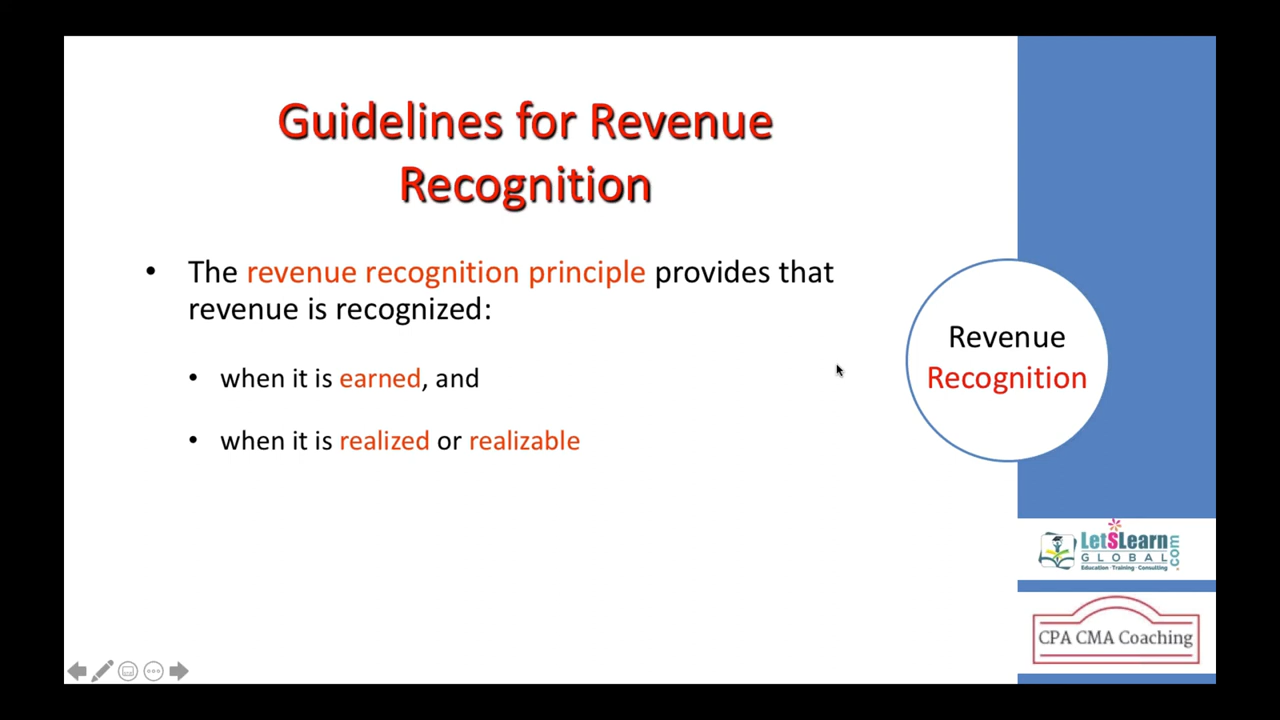 Guidelines for Revenue
Recognition
• The revenue recognition principle provides that
revenue is recognized:
• when it is earned, and
• when it is realized or realizable
Revenue
Recognition
LetSLearn
GLOBAL.com
Education • Training • Consulting
CPA CMA Coaching